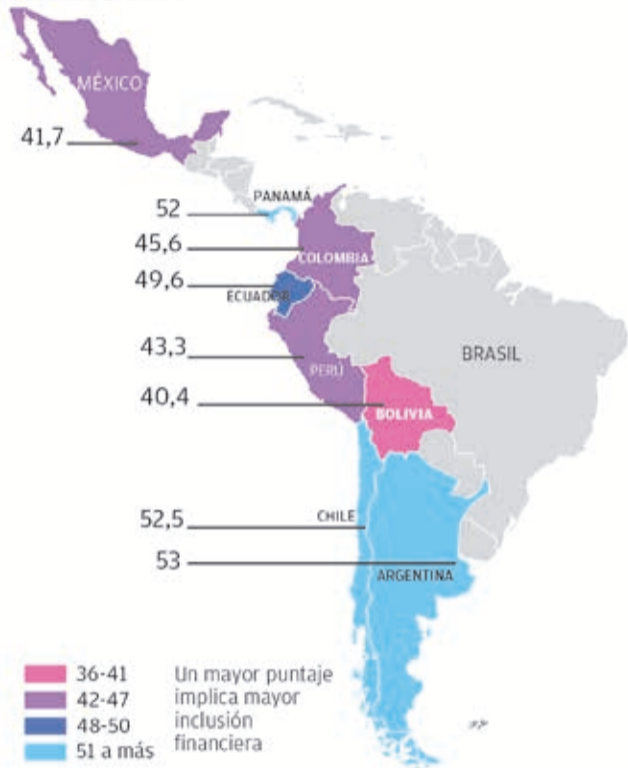 MÉXICO
41,7
PANAMÁ
52
45,6
COLOMBIA
49,6
ECUADOR
43,3
PERÚ
BRASIL
40,4
BOLIVIA
CHILE
52,5
53
ARGENTINA
36-41
42-47
48-50
51 a más
Un mayor puntaje
implica mayor
inclusión
financiera